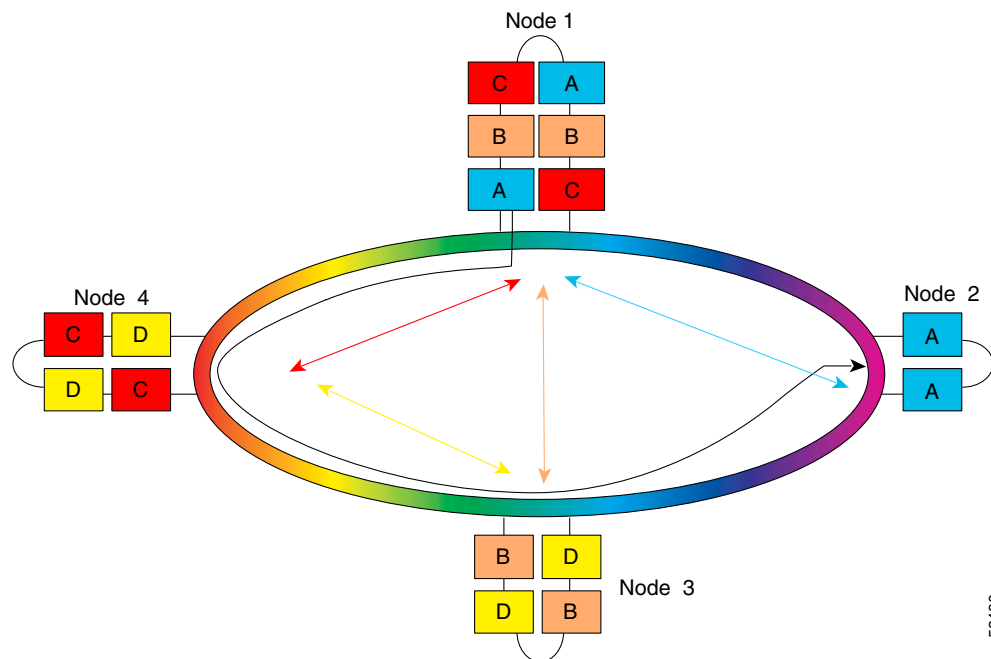 Node 1
C A
B B
A C
Node 4
C D
D C
Node 2
A
A
B D
D B
Node 3